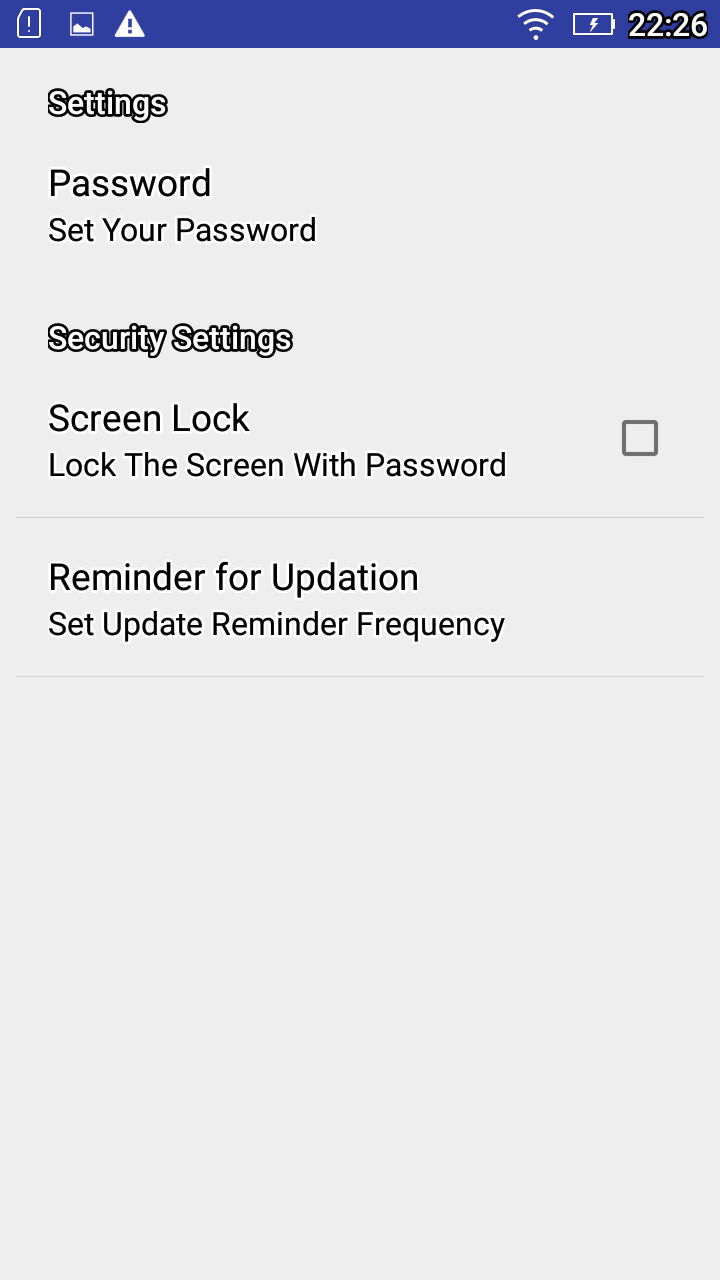 22:26
Settings
Password
Set Your Password
Security Settings
Screen Lock
Lock The Screen With Password
Reminder for Updation
Set Update Reminder Frequency